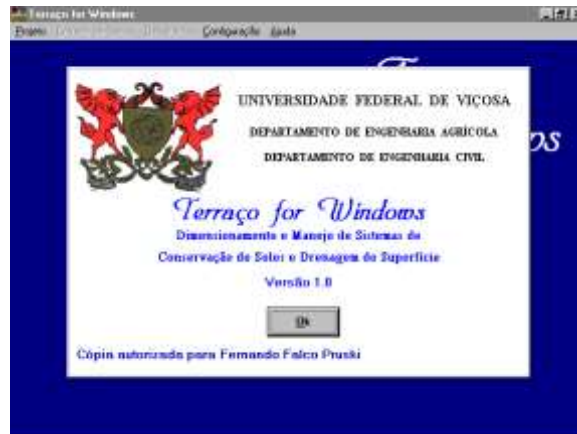 Terraço for Windows
Projeto Configuração Ajuda
UNIVERSIDADE FEDERAL DE VIÇOSA
DEPARTAMENTO DE ENGENHARIA AGRÍCOLA
DEPARTAMENTO DE ENGENHARIA CIVIL
Terraço for Windows
Dimensionamento e Manejo de Sistemas de
Conservação de Solos e Drenagem de Superfície
Versão 1.0
Ok
Cópia autorizada para Fernando Falco Pruski